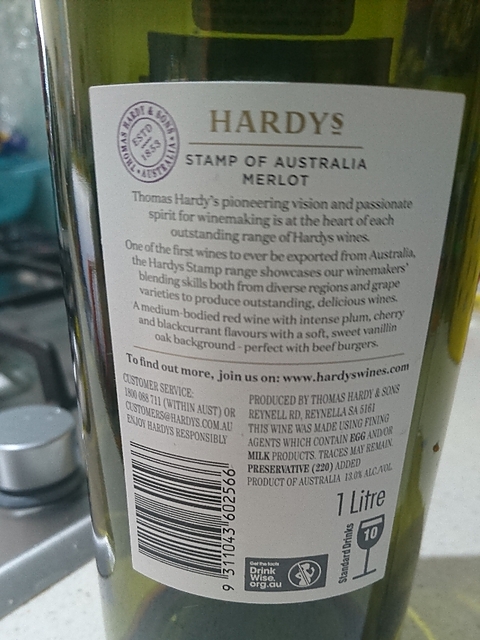 THOMAS HARDY & SONS
AUSTRALIA
ESTD
1853
HARDYS
STAMP OF AUSTRALIA
MERLOT
Thomas Hardy's pioneering vision and passionate
spirit for winemaking is at the heart of each
outstanding range of Hardys wines.
One of the first wines to ever be exported from Australia,
the Hardys Stamp range showcases our winemakers'
blending skills both from diverse regions and grape
varieties to produce outstanding, delicious wines.
A medium-bodied red wine with intense plum, cherry
and blackcurrant flavours with a soft, sweet vanillin
oak background - perfect with beef burgers.
To find out more, join us on: www.hardyswines.com
CUSTOMER SERVICE:
1800 088 711 (WITHIN AUST) OR
CUSTOMERS@HARDYS.COM.AU
ENJOY HARDYS RESPONSIBLY
PRODUCED BY THOMAS HARDY & SONS
REYNELL RD, REYNELLA SA 5161
THIS WINE WAS MADE USING FINING
AGENTS WHICH CONTAIN EGG AND/OR
MILK PRODUCTS. TRACES MAY REMAIN.
PRESERVATIVE (220) ADDED
PRODUCT OF AUSTRALIA 13.0% ALC./VOL.
9 311043 602566
1 Litre
Standard Drinks
10
Get the facts
Drink
Wise.
org.au